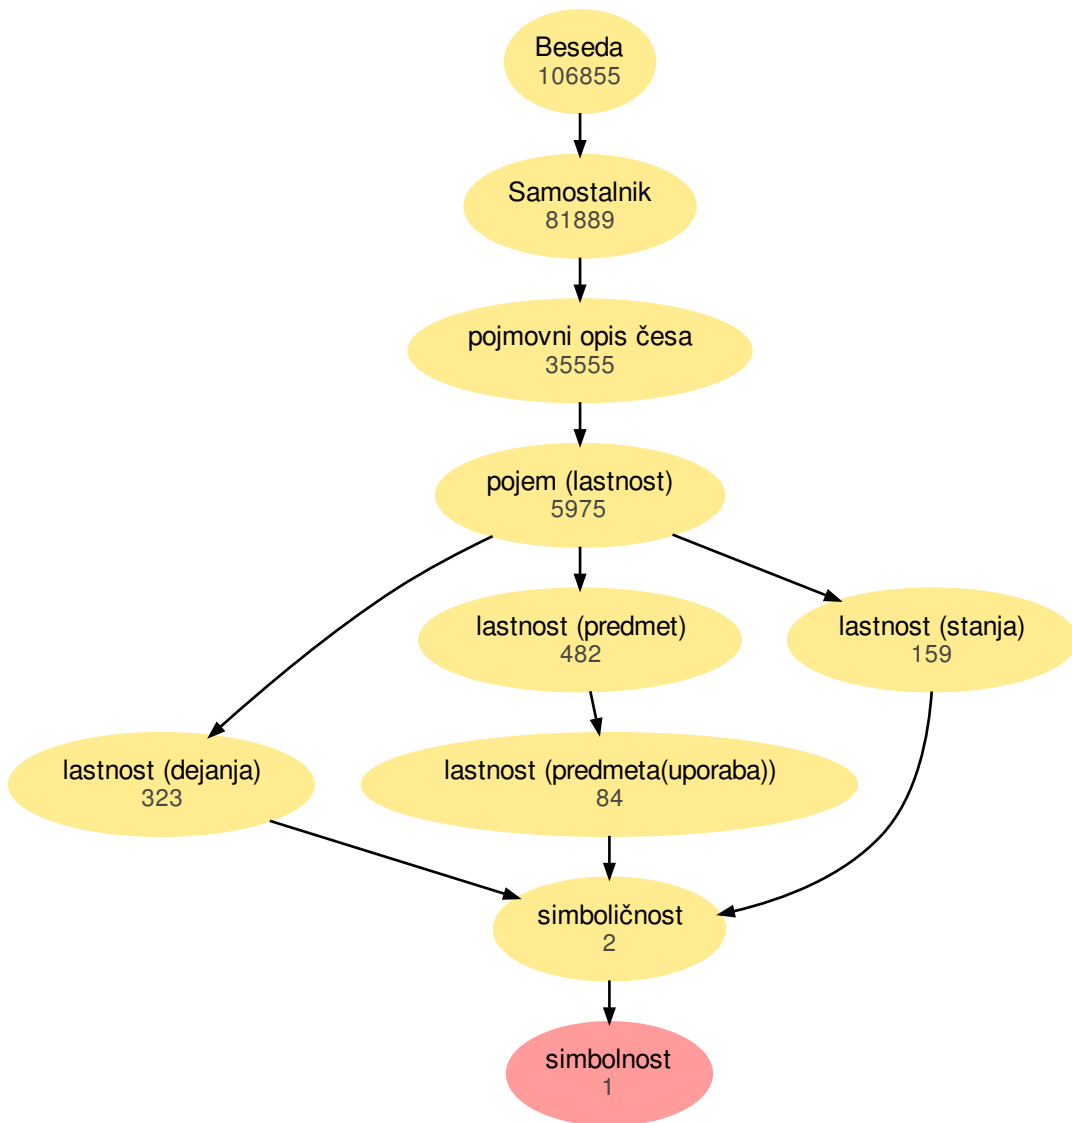 Beseda
106855
Samostalnik
81889
pojmovni opis česa
35555
pojem (lastnost)
5975
lastnost (predmet)
482
lastnost (stanja)
159
lastnost (dejanja)
323
lastnost (predmeta(uporaba))
84
simboličnost
2
simbolnost
1